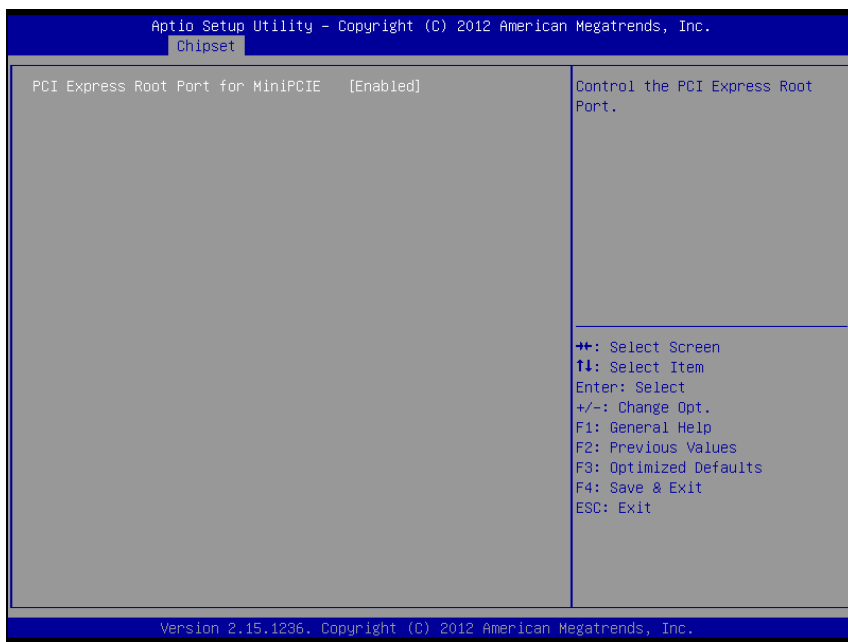 Aptio Setup Utility – Copyright (C) 2012 American Megatrends, Inc.
Chipset
PCI Express Root Port for MiniPCIE [Enabled]
Control the PCI Express Root
Port.
→←: Select Screen
↑↓: Select Item
Enter: Select
+/-: Change Opt.
F1: General Help
F2: Previous Values
F3: Optimized Defaults
F4: Save & Exit
ESC: Exit
Version 2.15.1236. Copyright (C) 2012 American Megatrends, Inc.